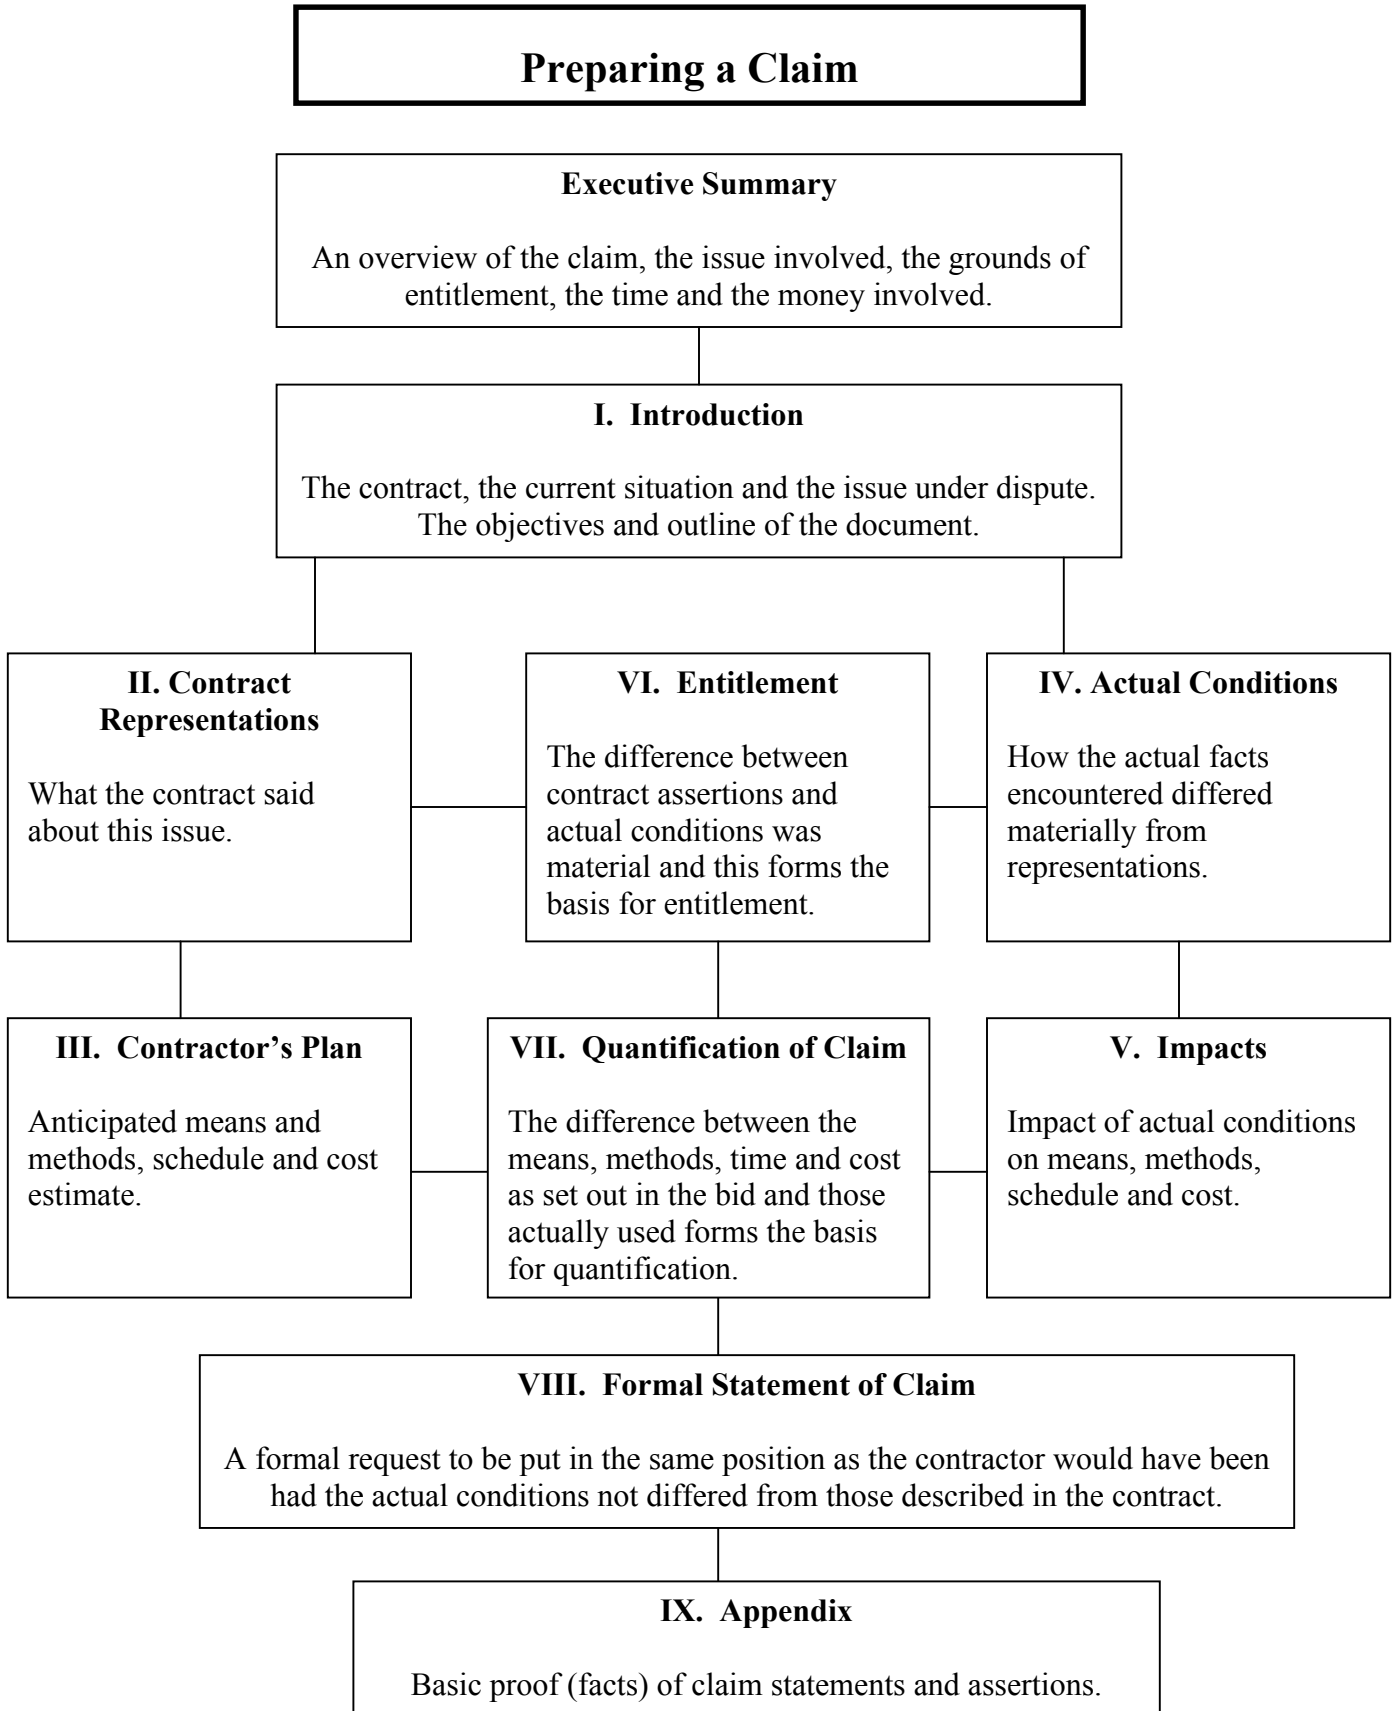 Preparing a Claim
Executive Summary
An overview of the claim, the issue involved, the grounds of
entitlement, the time and the money involved.
I. Introduction
The contract, the current situation and the issue under dispute.
The objectives and outline of the document.
II. Contract
Representations
What the contract said
about this issue.
VI. Entitlement
The difference between
contract assertions and
actual conditions was
material and this forms the
basis for entitlement.
IV. Actual Conditions
How the actual facts
encountered differed
materially from
representations.
III. Contractor’s Plan
Anticipated means and
methods, schedule and cost
estimate.
VII. Quantification of Claim
The difference between the
means, methods, time and cost
as set out in the bid and those
actually used forms the basis
for quantification.
V. Impacts
Impact of actual conditions
on means, methods,
schedule and cost.
VIII. Formal Statement of Claim
A formal request to be put in the same position as the contractor would have been
had the actual conditions not differed from those described in the contract.
IX. Appendix
Basic proof (facts) of claim statements and assertions.